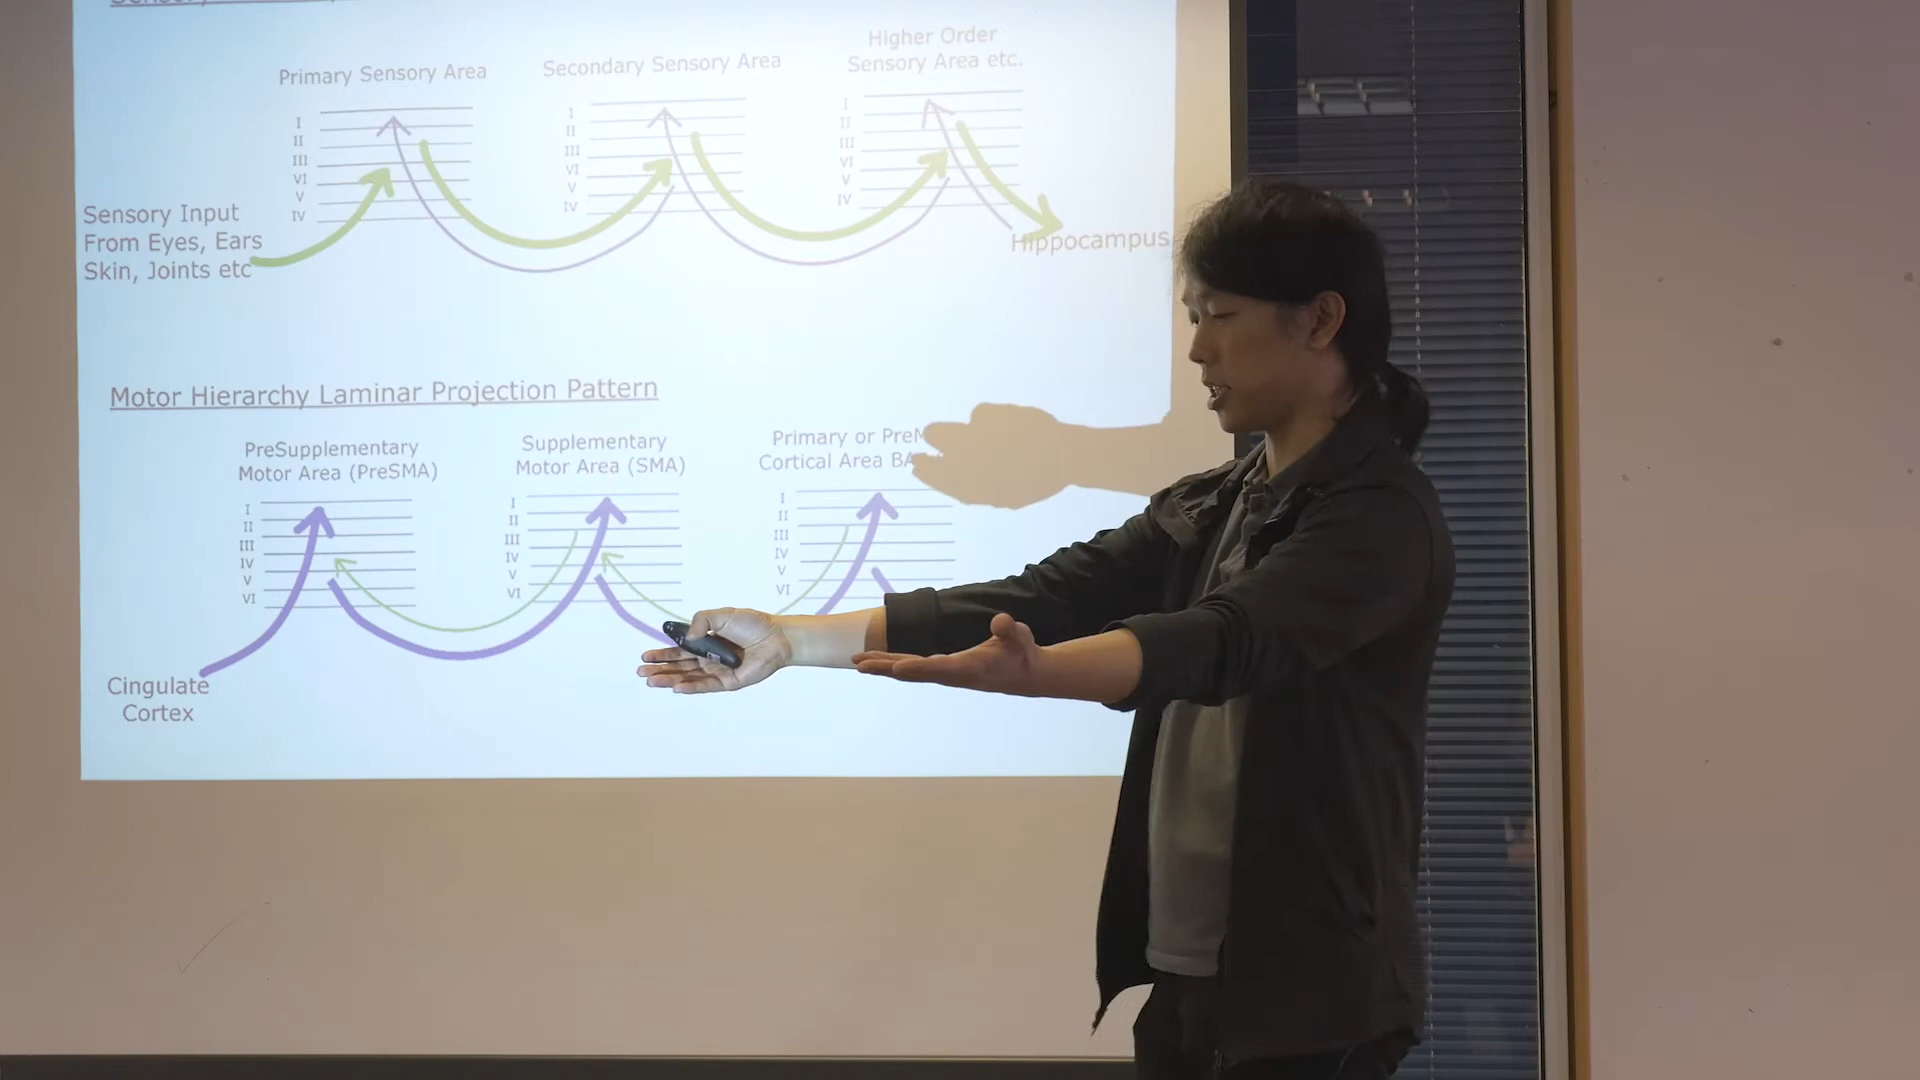 Primary Sensory Area
Secondary Sensory Area
Higher Order
Sensory Area etc.
I
II
III
VI
V
IV
I
II
III
VI
V
IV
I
II
III
VI
V
IV
Sensory Input
From Eyes, Ears
Skin, Joints etc
Hippocampus
Motor Hierarchy Laminar Projection Pattern
PreSupplementary
Motor Area (PreSMA)
Supplementary
Motor Area (SMA)
Primary or
Cortical Area
I
II
III
IV
V
VI
I
II
III
IV
V
VI
I
II
III
IV
V
VI
Cingulate
Cortex